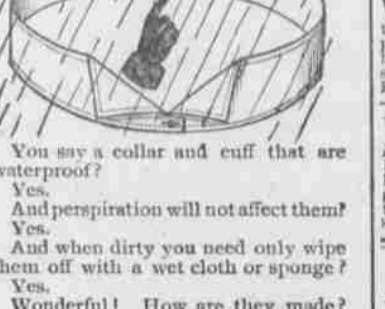 You say a collar and cuff that are
waterproof?
Yes.
And perspiration will not affect them?
Yes.
And when dirty you need only wipe
them off with a wet cloth or sponge?
Yes.
Wonderful! How are they made?